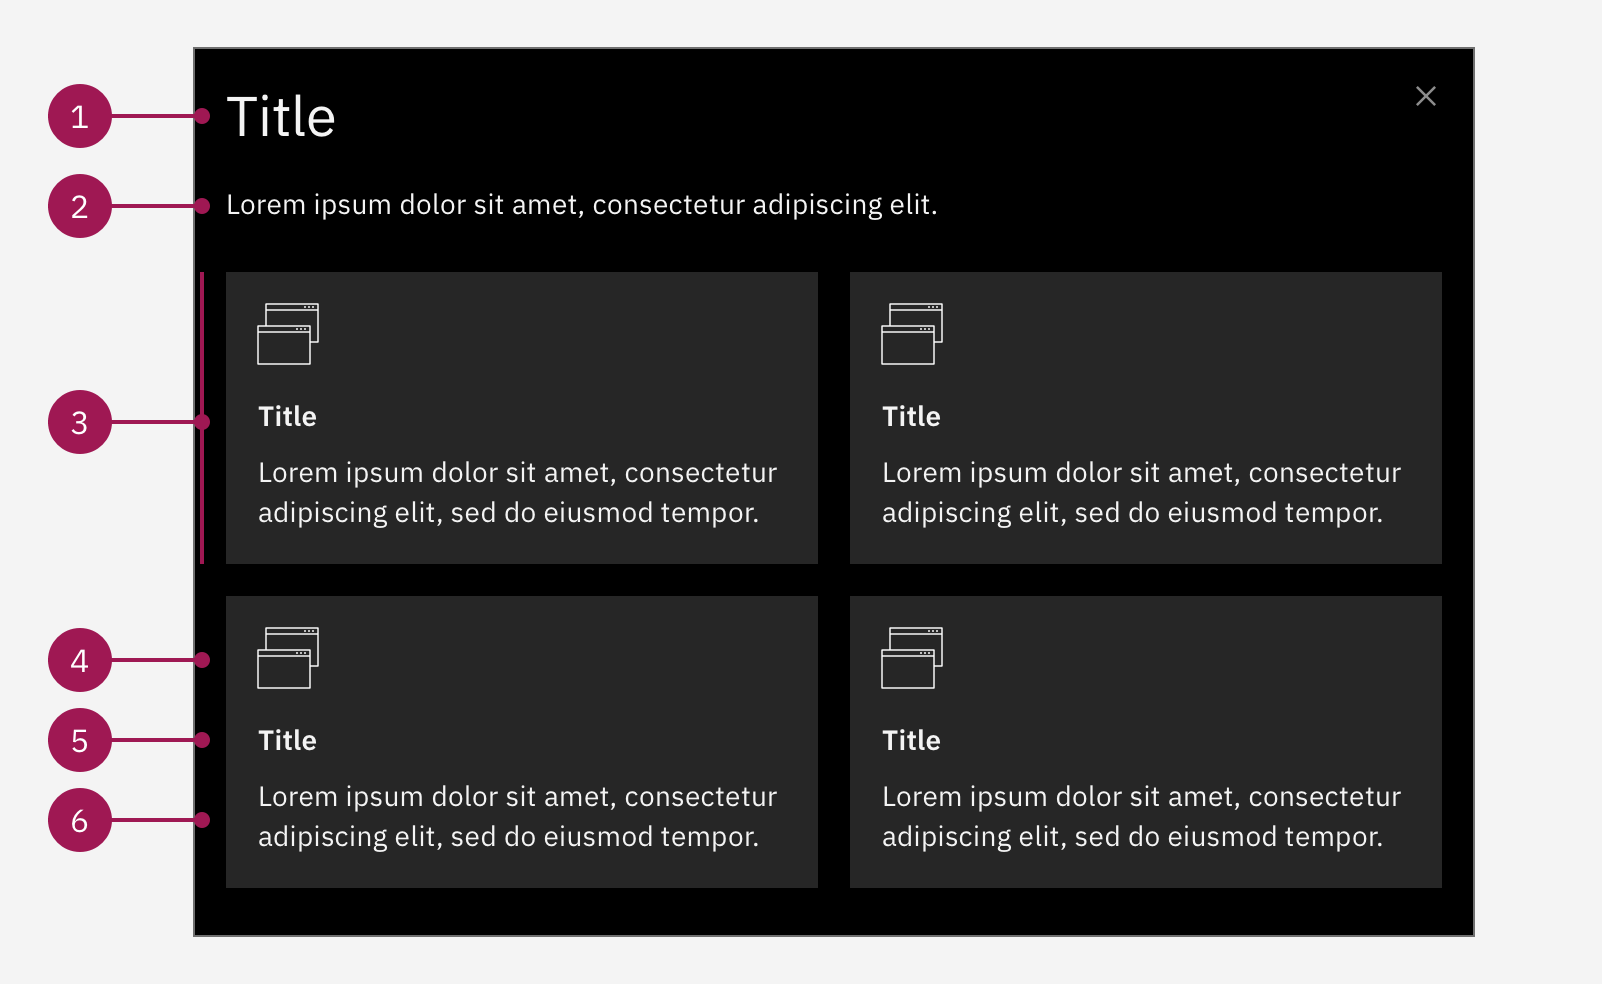 1
Title
2
Lorem ipsum dolor sit amet, consectetur adipiscing elit.
3
Title
Lorem ipsum dolor sit amet, consectetur
adipiscing elit, sed do eiusmod tempor.
Title
Lorem ipsum dolor sit amet, consectetur
adipiscing elit, sed do eiusmod tempor.
4
5
Title
6
Lorem ipsum dolor sit amet, consectetur
adipiscing elit, sed do eiusmod tempor.
Title
Lorem ipsum dolor sit amet, consectetur
adipiscing elit, sed do eiusmod tempor.